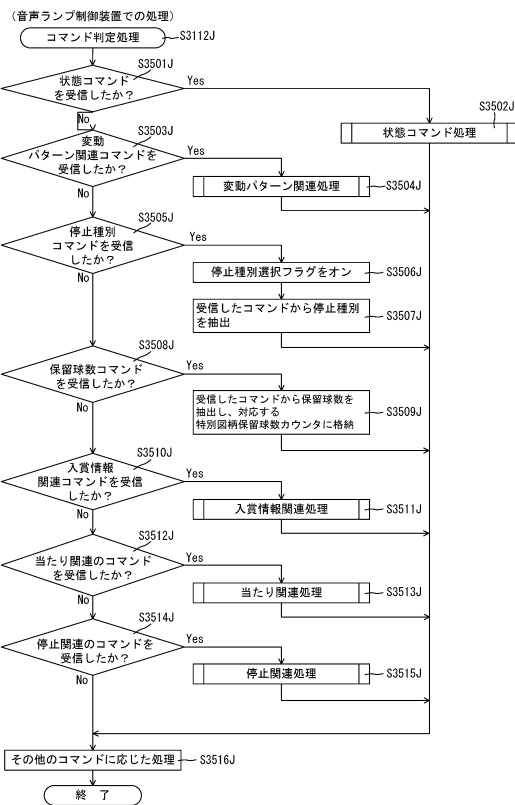 (音声ランプ制御装置での処理)
コマンド判定処理
S3112J
S3501J
状態コマンド
を受信したか?
Yes
No
S3502J
状態コマンド処理
S3503J
変動
パターン関連コマンドを
受信したか?
Yes
No
変動パターン関連処理
S3504J
S3505J
停止種別
コマンドを受信
したか?
Yes
No
停止種別選択フラグをオン
S3506J
受信したコマンドから停止種別
を抽出
S3507J
S3508J
保留球数コマンド
を受信したか?
Yes
No
受信したコマンドから保留球数を
抽出し、対応する
特別図柄保留球数カウンタに格納
S3509J
S3510J
入賞情報
関連コマンドを受信
したか?
Yes
No
入賞情報関連処理
S3511J
S3512J
当たり関連のコマンド
を受信したか?
Yes
No
当たり関連処理
S3513J
S3514J
停止関連のコマンドを
受信したか?
Yes
No
停止関連処理
S3515J
その他のコマンドに応じた処理
S3516J
終 了